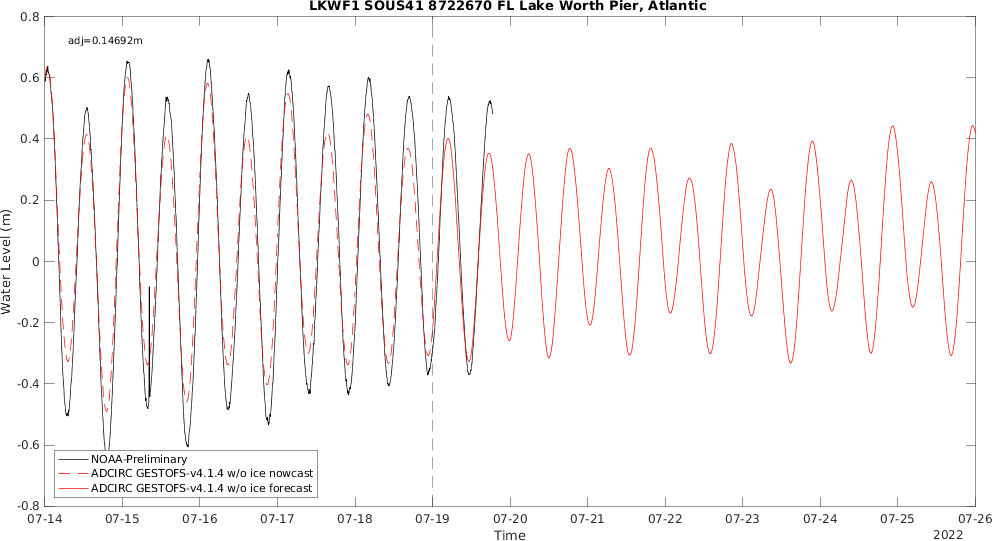 LKWF1 SOUS41 8722670 FL Lake Worth Pier, Atlantic
adj=0.14692m
0.8
0.6
0.4
0.2
0
-0.2
-0.4
-0.6
-0.8
Water Level (m)
NOAA-Preliminary
ADCIRC GESTOFS-v4.1.4 w/o ice nowcast
ADCIRC GESTOFS-v4.1.4 w/o ice forecast
07-14 07-15 07-16 07-17 07-18 07-19 07-20 07-21 07-22 07-23 07-24 07-25 07-26
Time
2022